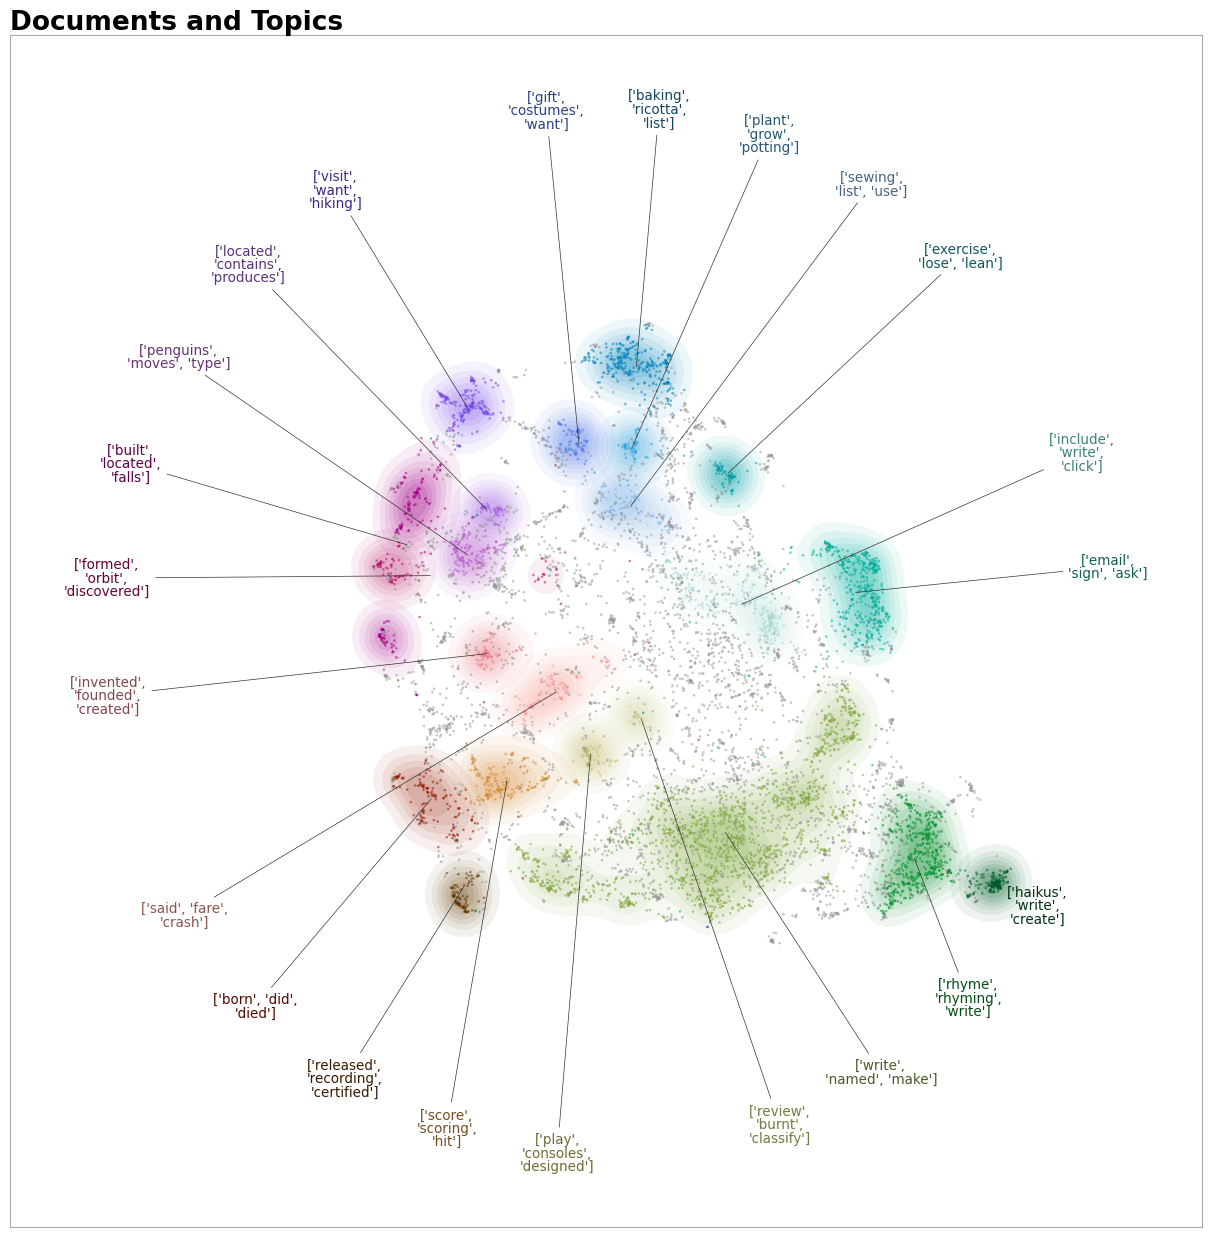 Documents and Topics
['gift',
'costumes',
'want']
['baking',
'ricotta',
'list']
['plant',
'grow',
'potting']
['visit',
'want',
'hiking']
['sewing',
'list', 'use']
['located',
'contains',
'produces']
['exercise',
'lose', 'lean']
['penguins',
'moves', 'type']
['built',
'located,
'falls']
['include',
'write',
'click']
['formed',
'orbit',
'discovered']
['email',
'sign', 'ask']
['invented',
'founded',
'created']
['said', 'fare',
'crash']
['haikus',
'write',
'create']
['born', 'did',
'died']
['rhyme',
'rhyming',
'write']
['released',
'recording',
'certified']
['write',
'named', 'make']
['score',
'scoring',
'hit']
['play',
'consoles',
'designed']
['review',
'burnt',
'classify']